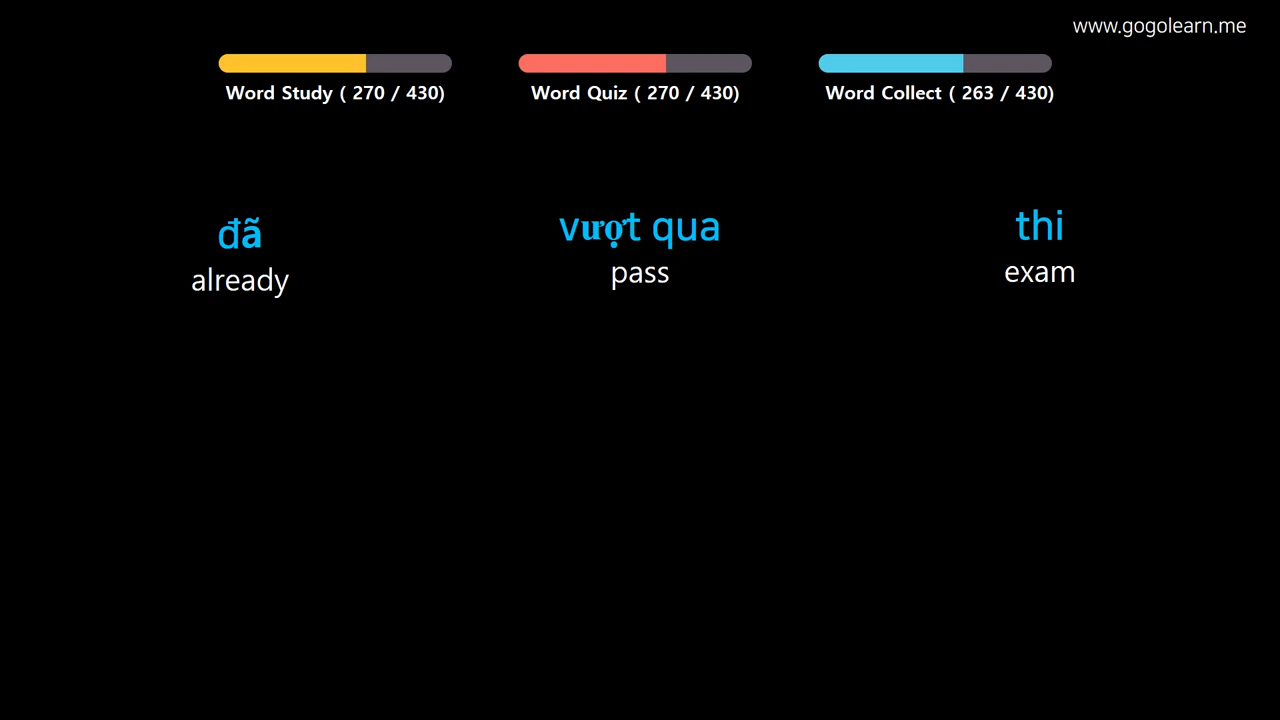 www.gogolearn.me
Word Study ( 270 / 430)
Word Quiz ( 270 / 430)
Word Collect ( 263 / 430)
đã
already
vượt qua
pass
thi
exam